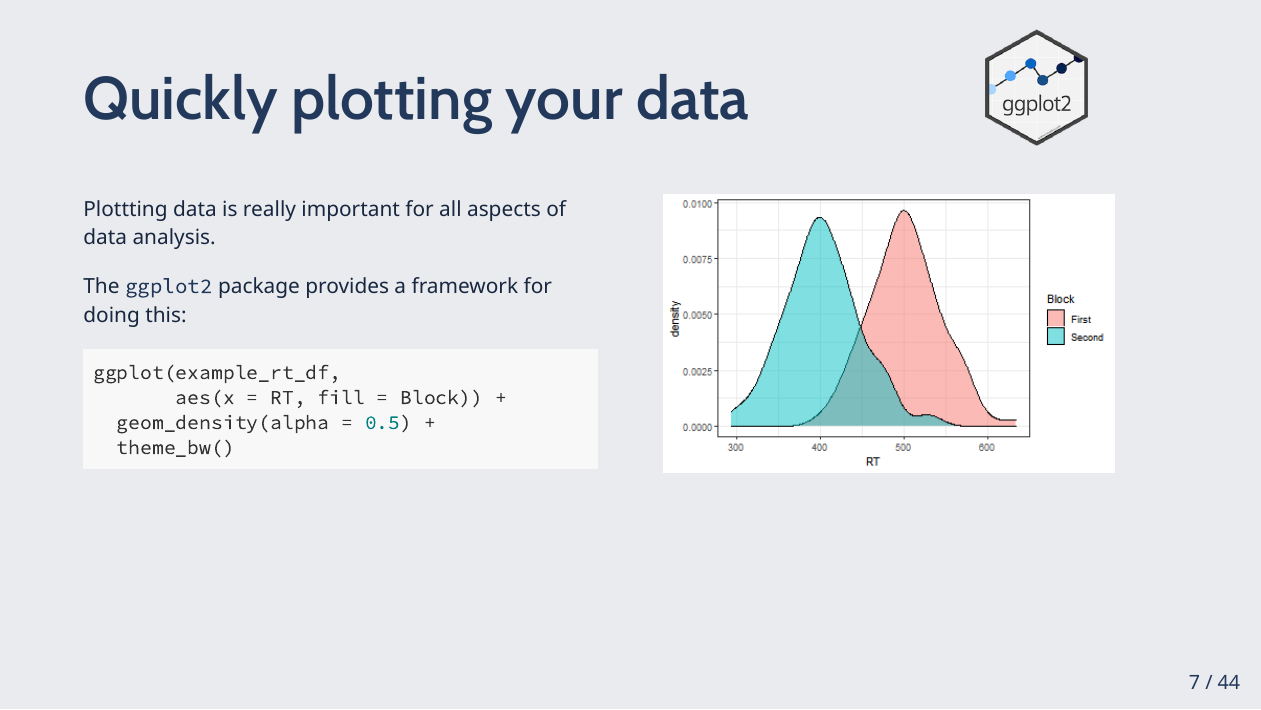 Quickly plotting your data
ggplot2
Plottting data is really important for all aspects of
data analysis.
The ggplot2 package provides a framework for
doing this:
ggplot(example_rt_df,
       aes(x = RT, fill = Block)) +
  geom_density(alpha = 0.5) +
  theme_bw()
0.0100
0.0075
0.0050
0.0025
0.0000
density
300 400 500 600
RT
Block
First
Second
7 / 44